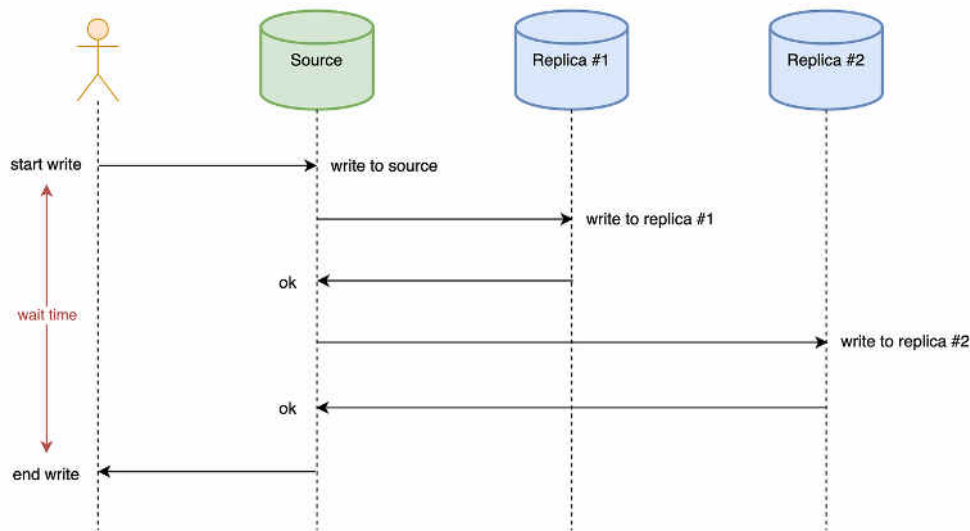 Source
Replica #1
Replica #2
start write
write to source
write to replica #1
ok
wait time
write to replica #2
ok
end write